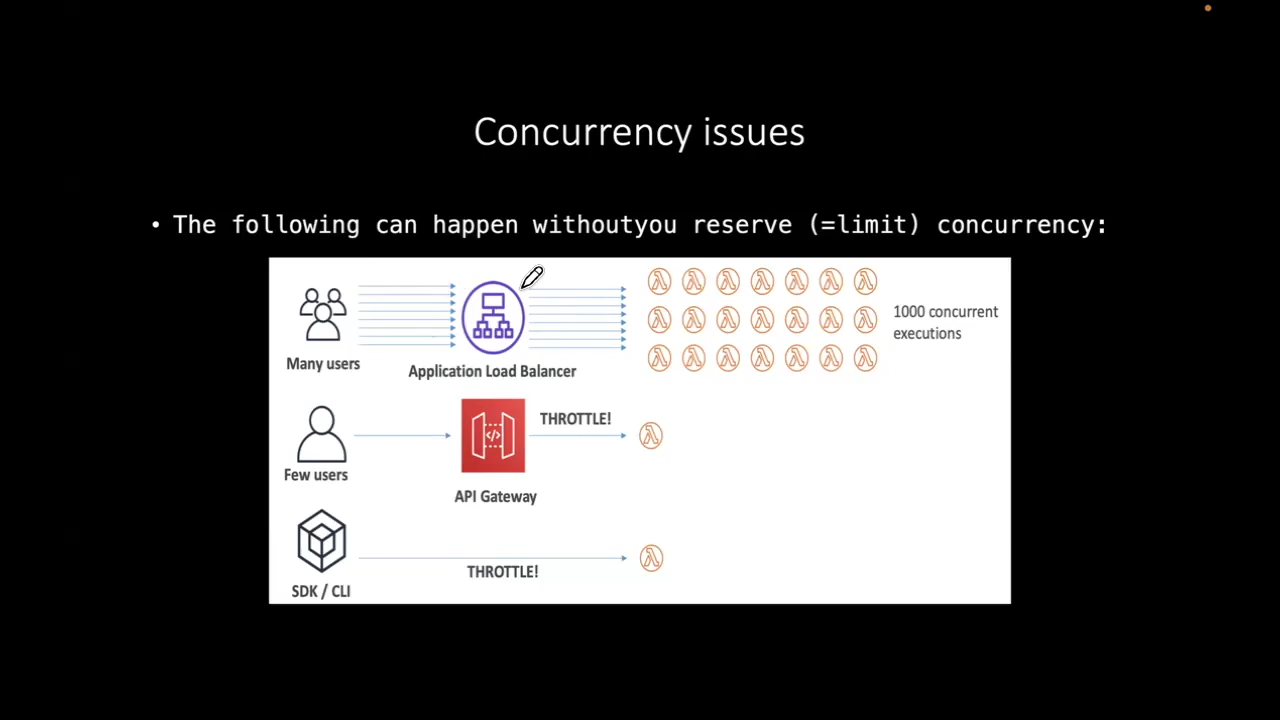 Concurrency issues
• The following can happen withoutyou reserve (=limit) concurrency:
1000 concurrent
executions
Many users
Application Load Balancer
THROTTLE!
Few users
API Gateway
THROTTLE!
SDK / CLI